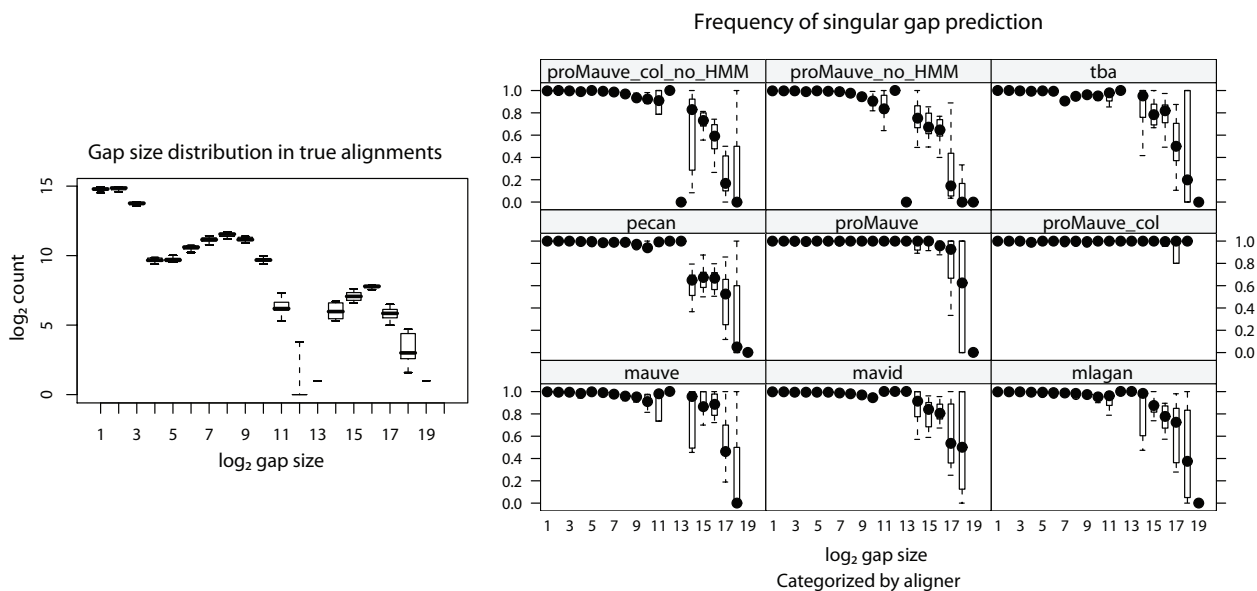 Frequency of singular gap prediction
Gap size distribution in true alignments
log₂ count
15
10
5
0
1 3 5 7 9 11 13 15 17 19
log₂ gap size
proMauve_col_no_HMM proMauve_no_HMM tba
1.0
0.8
0.6
0.4
0.2
0.0
pecan proMauve proMauve_col
1.0
0.8
0.6
0.4
0.2
0.0
mauve mavid mlagan
1.0
0.8
0.6
0.4
0.2
0.0
1 3 5 7 9 11 13 15 17 19 1 3 5 7 9 11 13 15 17 19 1 3 5 7 9 11 13 15 17 19
log₂ gap size
Categorized by aligner